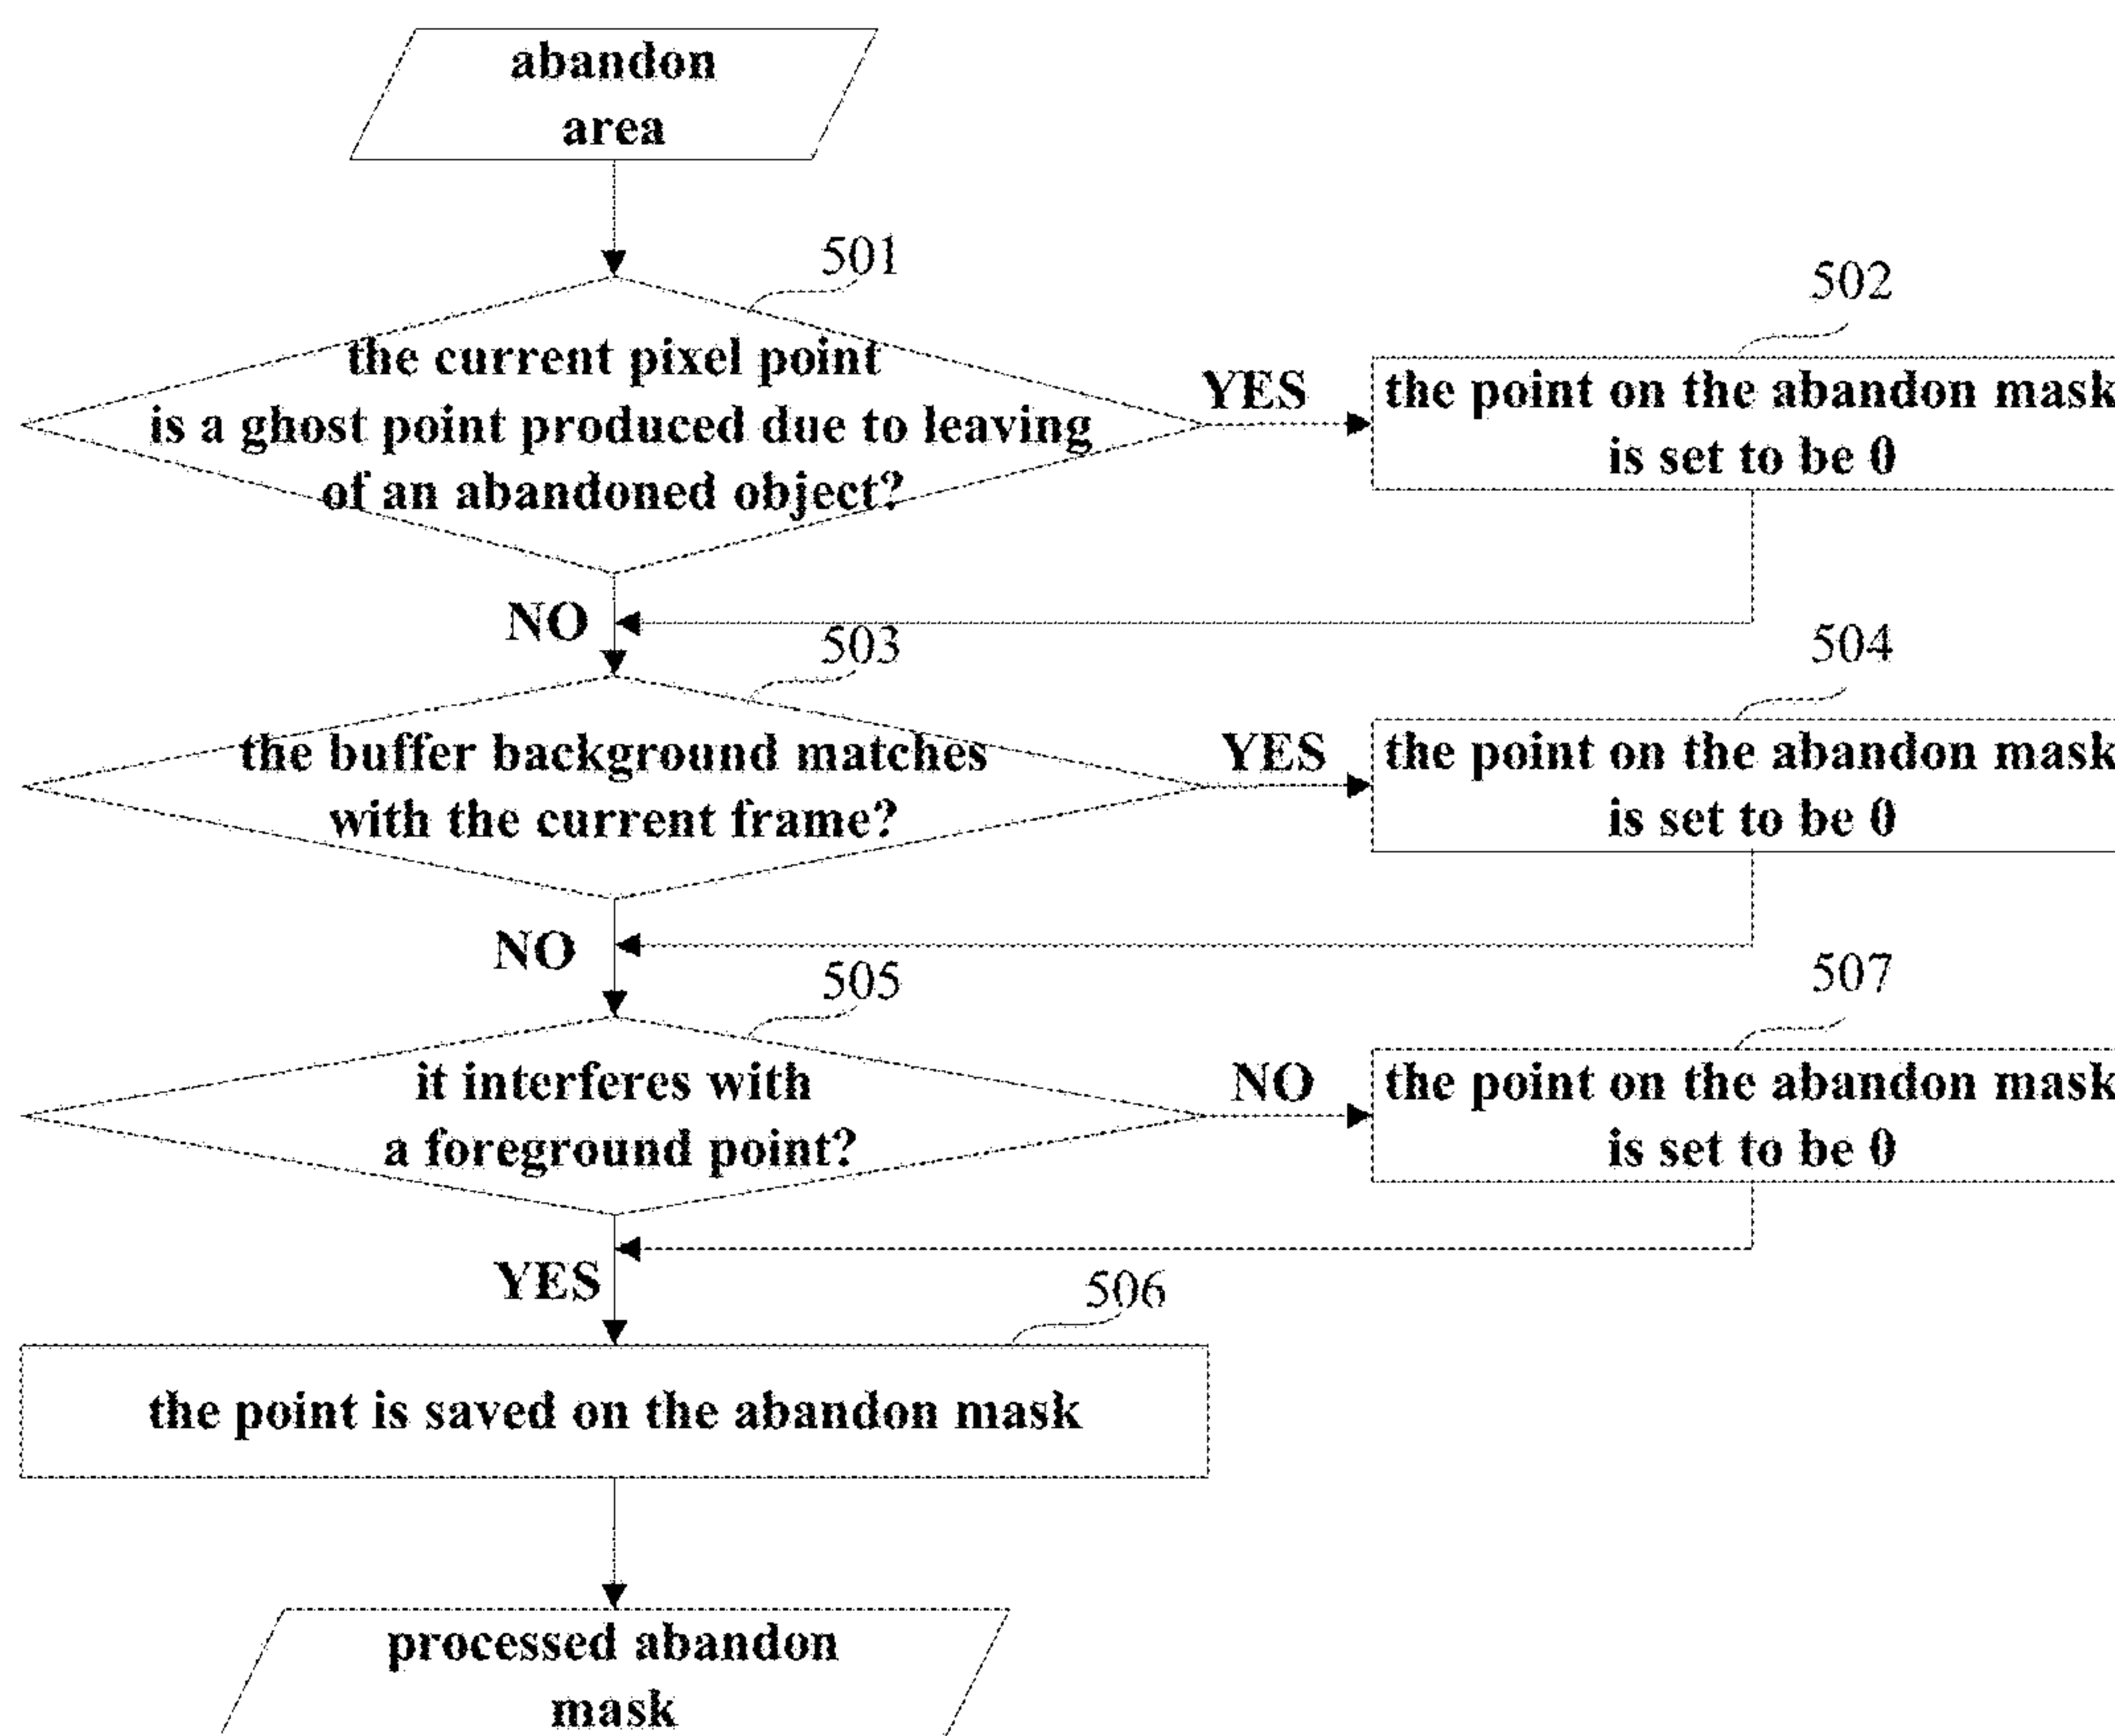 abandon
area
501
the current pixel point
is a ghost point produced due to leaving
of an abandoned object?
YES
502
the point on the abandon mask
is set to be 0
NO
503
the buffer background matches
with the current frame?
YES
504
the point on the abandon mask
is set to be 0
NO
505
it interferes with
a foreground point?
NO
507
the point on the abandon mask
is set to be 0
YES
506
the point is saved on the abandon mask
processed abandon
mask